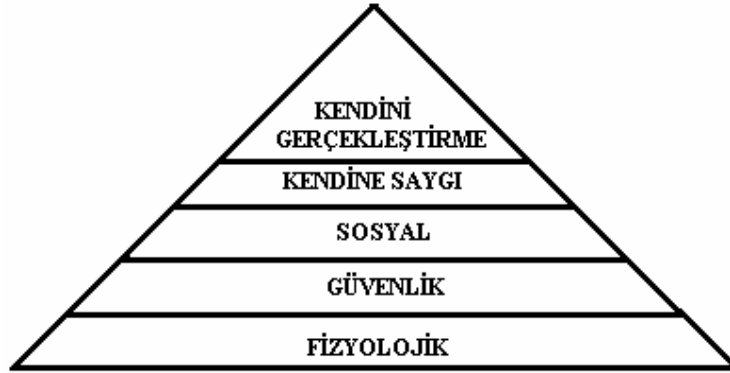 KENDİNİ
GERÇEKLEŞTİRME
KENDİNE SAYGI
SOSYAL
GÜVENLİK
FİZYOLOJİK